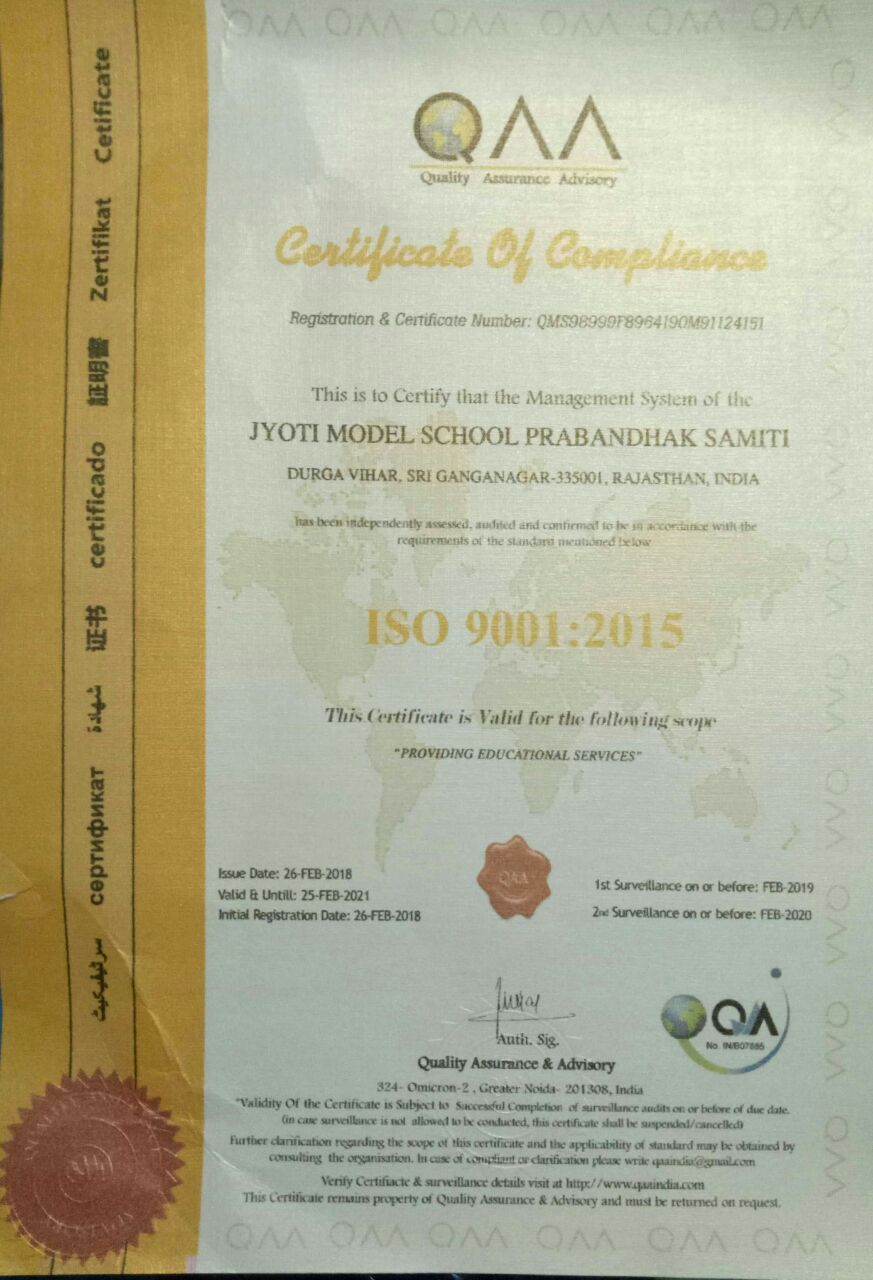 QAA
Quality Assurance Advisory
Certificate Of Compliance
Registration & Certificate Number: QMS98999F8964190M91124151
This is to Certify that the Management System of the
JYOTI MODEL SCHOOL PRABANDHAK SAMITI
DURGA VIHAR, SRI GANGANAGAR-335001, RAJASTHAN, INDIA
has been independently assessed, audited and confirmed to be in accordance with the
requirements of the standard mentioned below
ISO 9001:2015
This Certificate is Valid for the following scope
"PROVIDING EDUCATIONAL SERVICES"
Issue Date: 26-FEB-2018
Valid & Untill: 25-FEB-2021
Initial Registration Date: 26-FEB-2018
QAA
1st Surveillance on or before: FEB-2019
2nd Surveillance on or before: FEB-2020
Auth. Sig.
QA
No. IN/B07885
Quality Assurance & Advisory
324- Omicron-2 , Greater Noida- 201308, India
"Validity Of the Certificate is Subject to Successful Completion of surveillance audits on or before of due date.
(in case surveillance is not allowed to be conducted, this certificate shall be suspended/cancelled)
Further clarification regarding the scope of this certificate and the applicability of standard may be obtained by
consulting the organisation. In case of compliant or clarification please write qaaindia@gmail.com
Verify Certifiacte & surveillance details visit at http://www.qaaindia.com
This Certificate remains property of Quality Assurance & Advisory and must be returned on request.
سرٹیفیکیٹ сертификат شهادة 证书 certificado 証明書 Zertifikat Cetificate